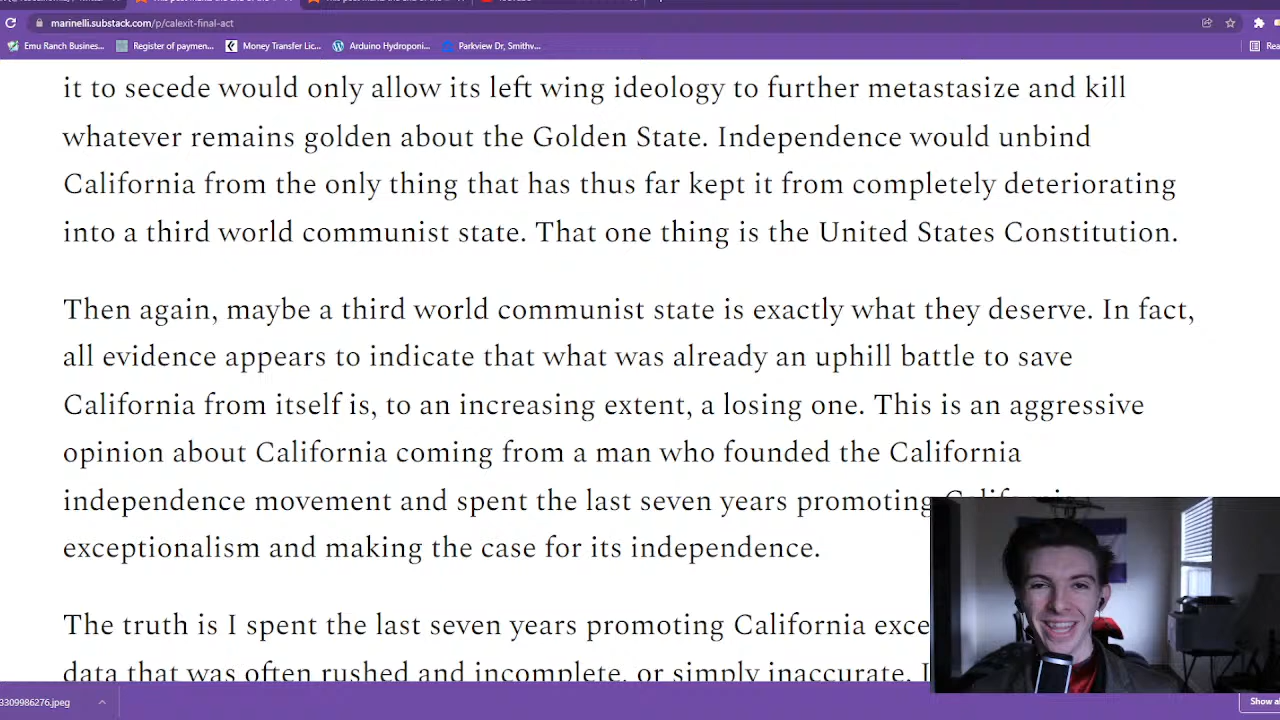 marinelli.substack.com/p/calexit-final-act
Emu Ranch Busines... Register of paymen... Money Transfer Lic... Arduino Hydroponi... Parkview Dr, Smithv...
it to secede would only allow its left wing ideology to further metastasize and kill
whatever remains golden about the Golden State. Independence would unbind
California from the only thing that has thus far kept it from completely deteriorating
into a third world communist state. That one thing is the United States Constitution.
Then again, maybe a third world communist state is exactly what they deserve. In fact,
all evidence appears to indicate that what was already an uphill battle to save
California from itself is, to an increasing extent, a losing one. This is an aggressive
opinion about California coming from a man who founded the California
independence movement and spent the last seven years promoting
exceptionalism and making the case for its independence.
The truth is I spent the last seven years promoting California exce
data that was often rushed and incomplete, or simply inaccurate. I
3309986276.jpeg
Show al